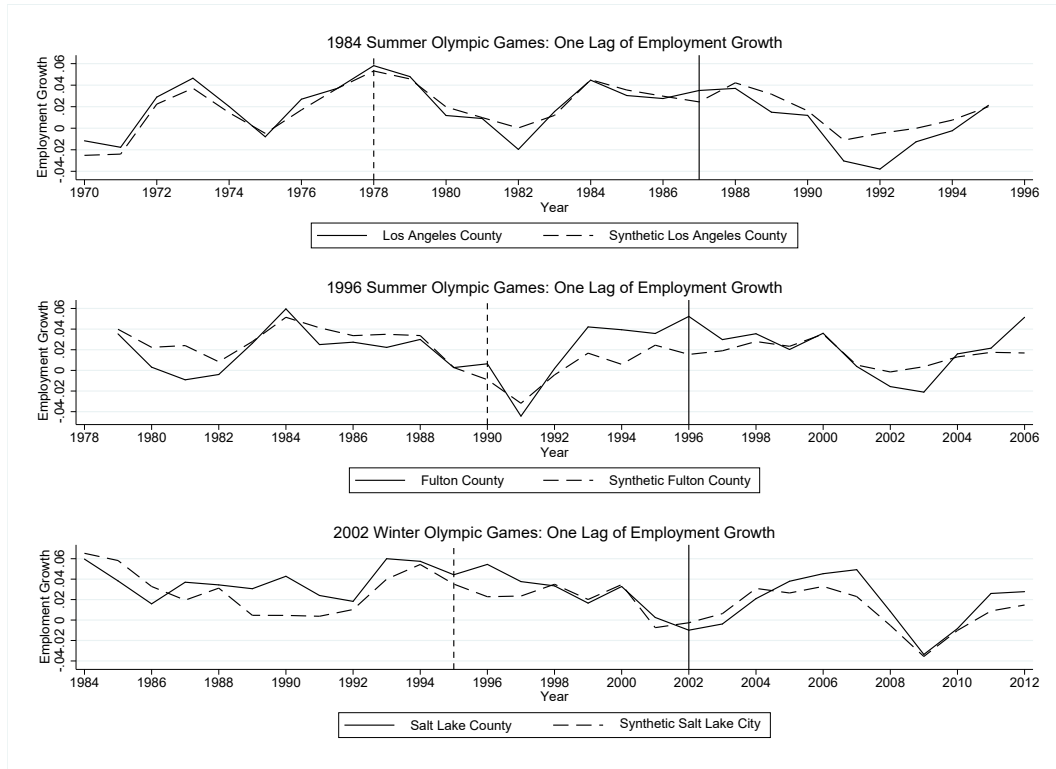 1984 Summer Olympic Games: One Lag of Employment Growth
Employment Growth
-.04-.02 0 .02 .04 .06
1970 1972 1974 1976 1978 1980 1982 1984 1986 1988 1990 1992 1994 1996
Year
Los Angeles County Synthetic Los Angeles County
1996 Summer Olympic Games: One Lag of Employment Growth
Employment Growth
-.04-.02 0 .02 .04 .06
1978 1980 1982 1984 1986 1988 1990 1992 1994 1996 1998 2000 2002 2004 2006
Year
Fulton County Synthetic Fulton County
2002 Winter Olympic Games: One Lag of Employment Growth
Emploment Growth
-.04-.02 0 .02 .04 .06
1984 1986 1988 1990 1992 1994 1996 1998 2000 2002 2004 2006 2008 2010 2012
Year
Salt Lake County Synthetic Salt Lake City